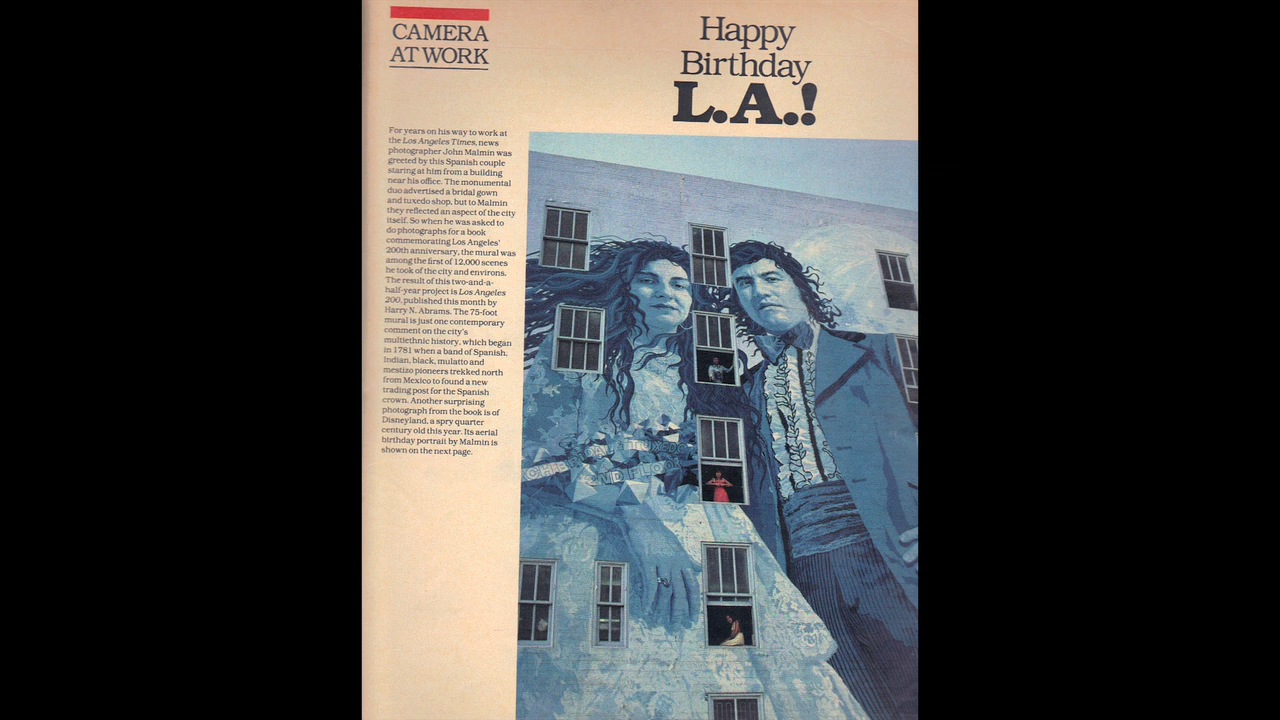 CAMERA
AT WORK
Happy
Birthday
L.A.!
For years on his way to work at
the Los Angeles Times, news
photographer John Malmin was
greeted by this Spanish couple
staring at him from a building
near his office. The monumental
duo advertised a bridal gown
and tuxedo shop, but to Malmin
they reflected an aspect of the city
itself. So when he was asked to
do photographs for a book
commemorating Los Angeles'
200th anniversary, the mural was
among the first of 12,000 scenes
he took of the city and environs.
The result of this two-and-a-
half-year project is Los Angeles
200, published this month by
Harry N. Abrams. The 75-foot
mural is just one contemporary
comment on the city's
multiethnic history, which began
in 1781 when a band of Spanish,
Indian, black, mulatto and
mestizo pioneers trekked north
from Mexico to found a new
trading post for the Spanish
crown. Another surprising
photograph from the book is of
Disneyland, a spry quarter
century old this year. Its aerial
birthday portrait by Malmin is
shown on the next page.
2ND FLOOR